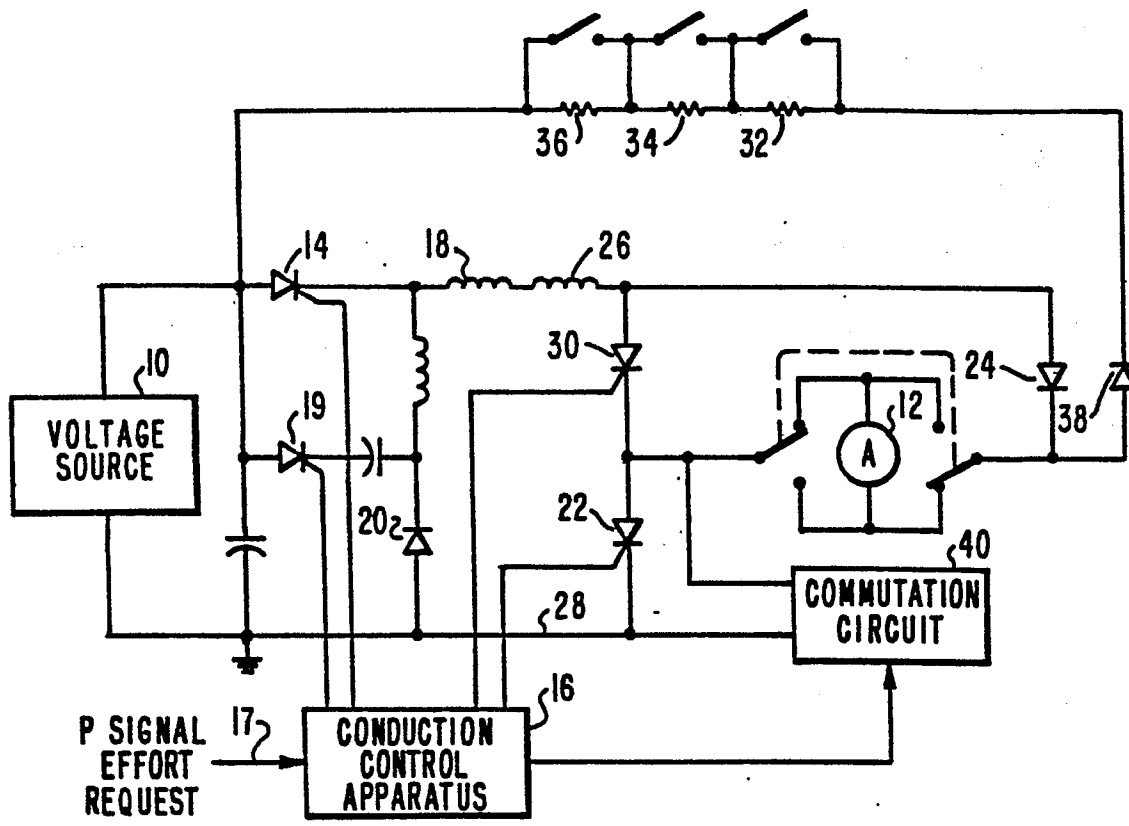 36
34
32
14
18
26
10
30
24
12
38
19
VOLTAGE
SOURCE
A
20
22
40
COMMUTATION
CIRCUIT
28
16
P SIGNAL
EFFORT
REQUEST
17
CONDUCTION
CONTROL
APPARATUS